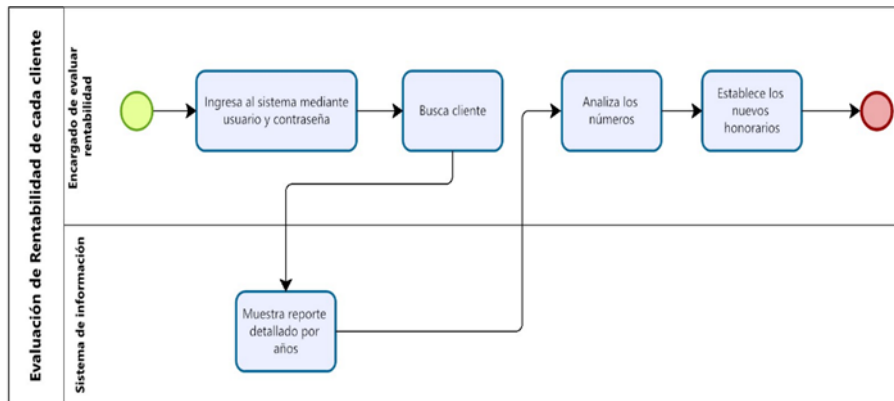 Evaluación de Rentabilidad de cada cliente
Encargado de evaluar
rentabilidad
Ingresa al sistema mediante
usuario y contraseña
Busca cliente
Analiza los
números
Establece los
nuevos
honorarios
Sistema de información
Muestra reporte
detallado por
años